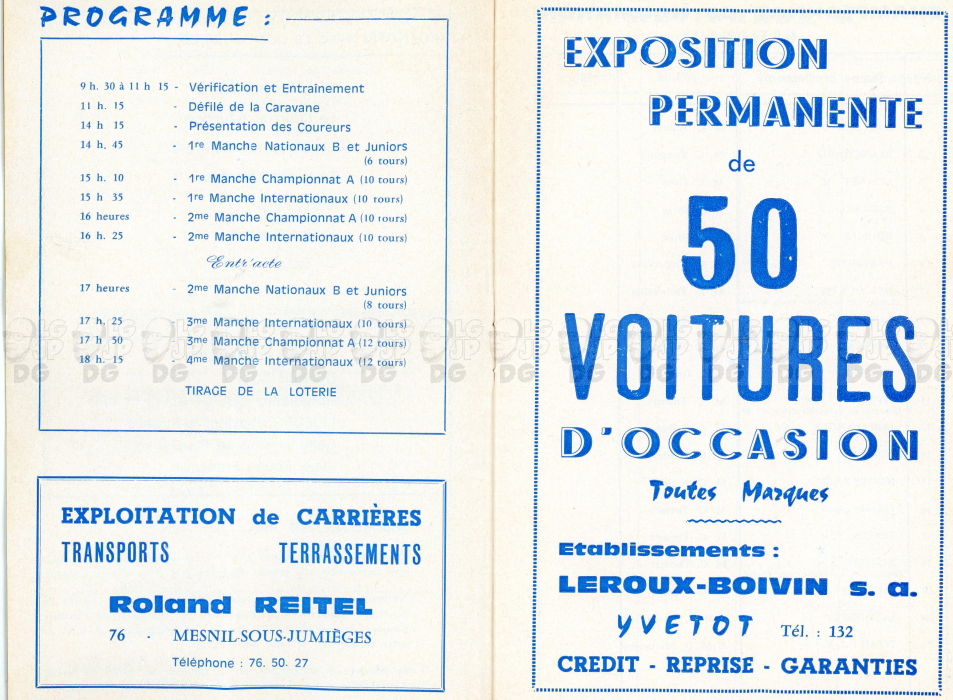 PROGRAMME :
9 h. 30 à 11 h 15 - Vérification et Entraînement
11 h. 15 - Défilé de la Caravane
14 h 15 - Présentation des Coureurs
14 h. 45 - 1re Manche Nationaux B et Juniors
(6 tours)
15 h. 10 - 1re Manche Championnat A (10 tours)
15 h 35 - 1re Manche Internationaux (10 tours)
16 heures - 2me Manche Championnat A (10 tours)
16 h. 25 - 2me Manche Internationaux (10 tours)
Entr'acte
17 heures - 2me Manche Nationaux B et Juniors
(8 tours)
17 h. 25 - 3me Manche Internationaux (10 tours)
17 h 50 - 3me Manche Championnat A (12 tours)
18 h. 15 - 4me Manche Internationaux (12 tours)
TIRAGE DE LA LOTERIE
EXPLOITATION de CARRIÈRES
TRANSPORTS TERRASSEMENTS
Roland REITEL
76 - MESNIL-SOUS-JUMIÈGES
Téléphone : 76. 50. 27
EXPOSITION
PERMANENTE
de
50
VOITURES
D'OCCASION
Toutes Marques
Etablissements :
LEROUX-BOIVIN s. a.
YVETOT Tél. : 132
CREDIT - REPRISE - GARANTIES